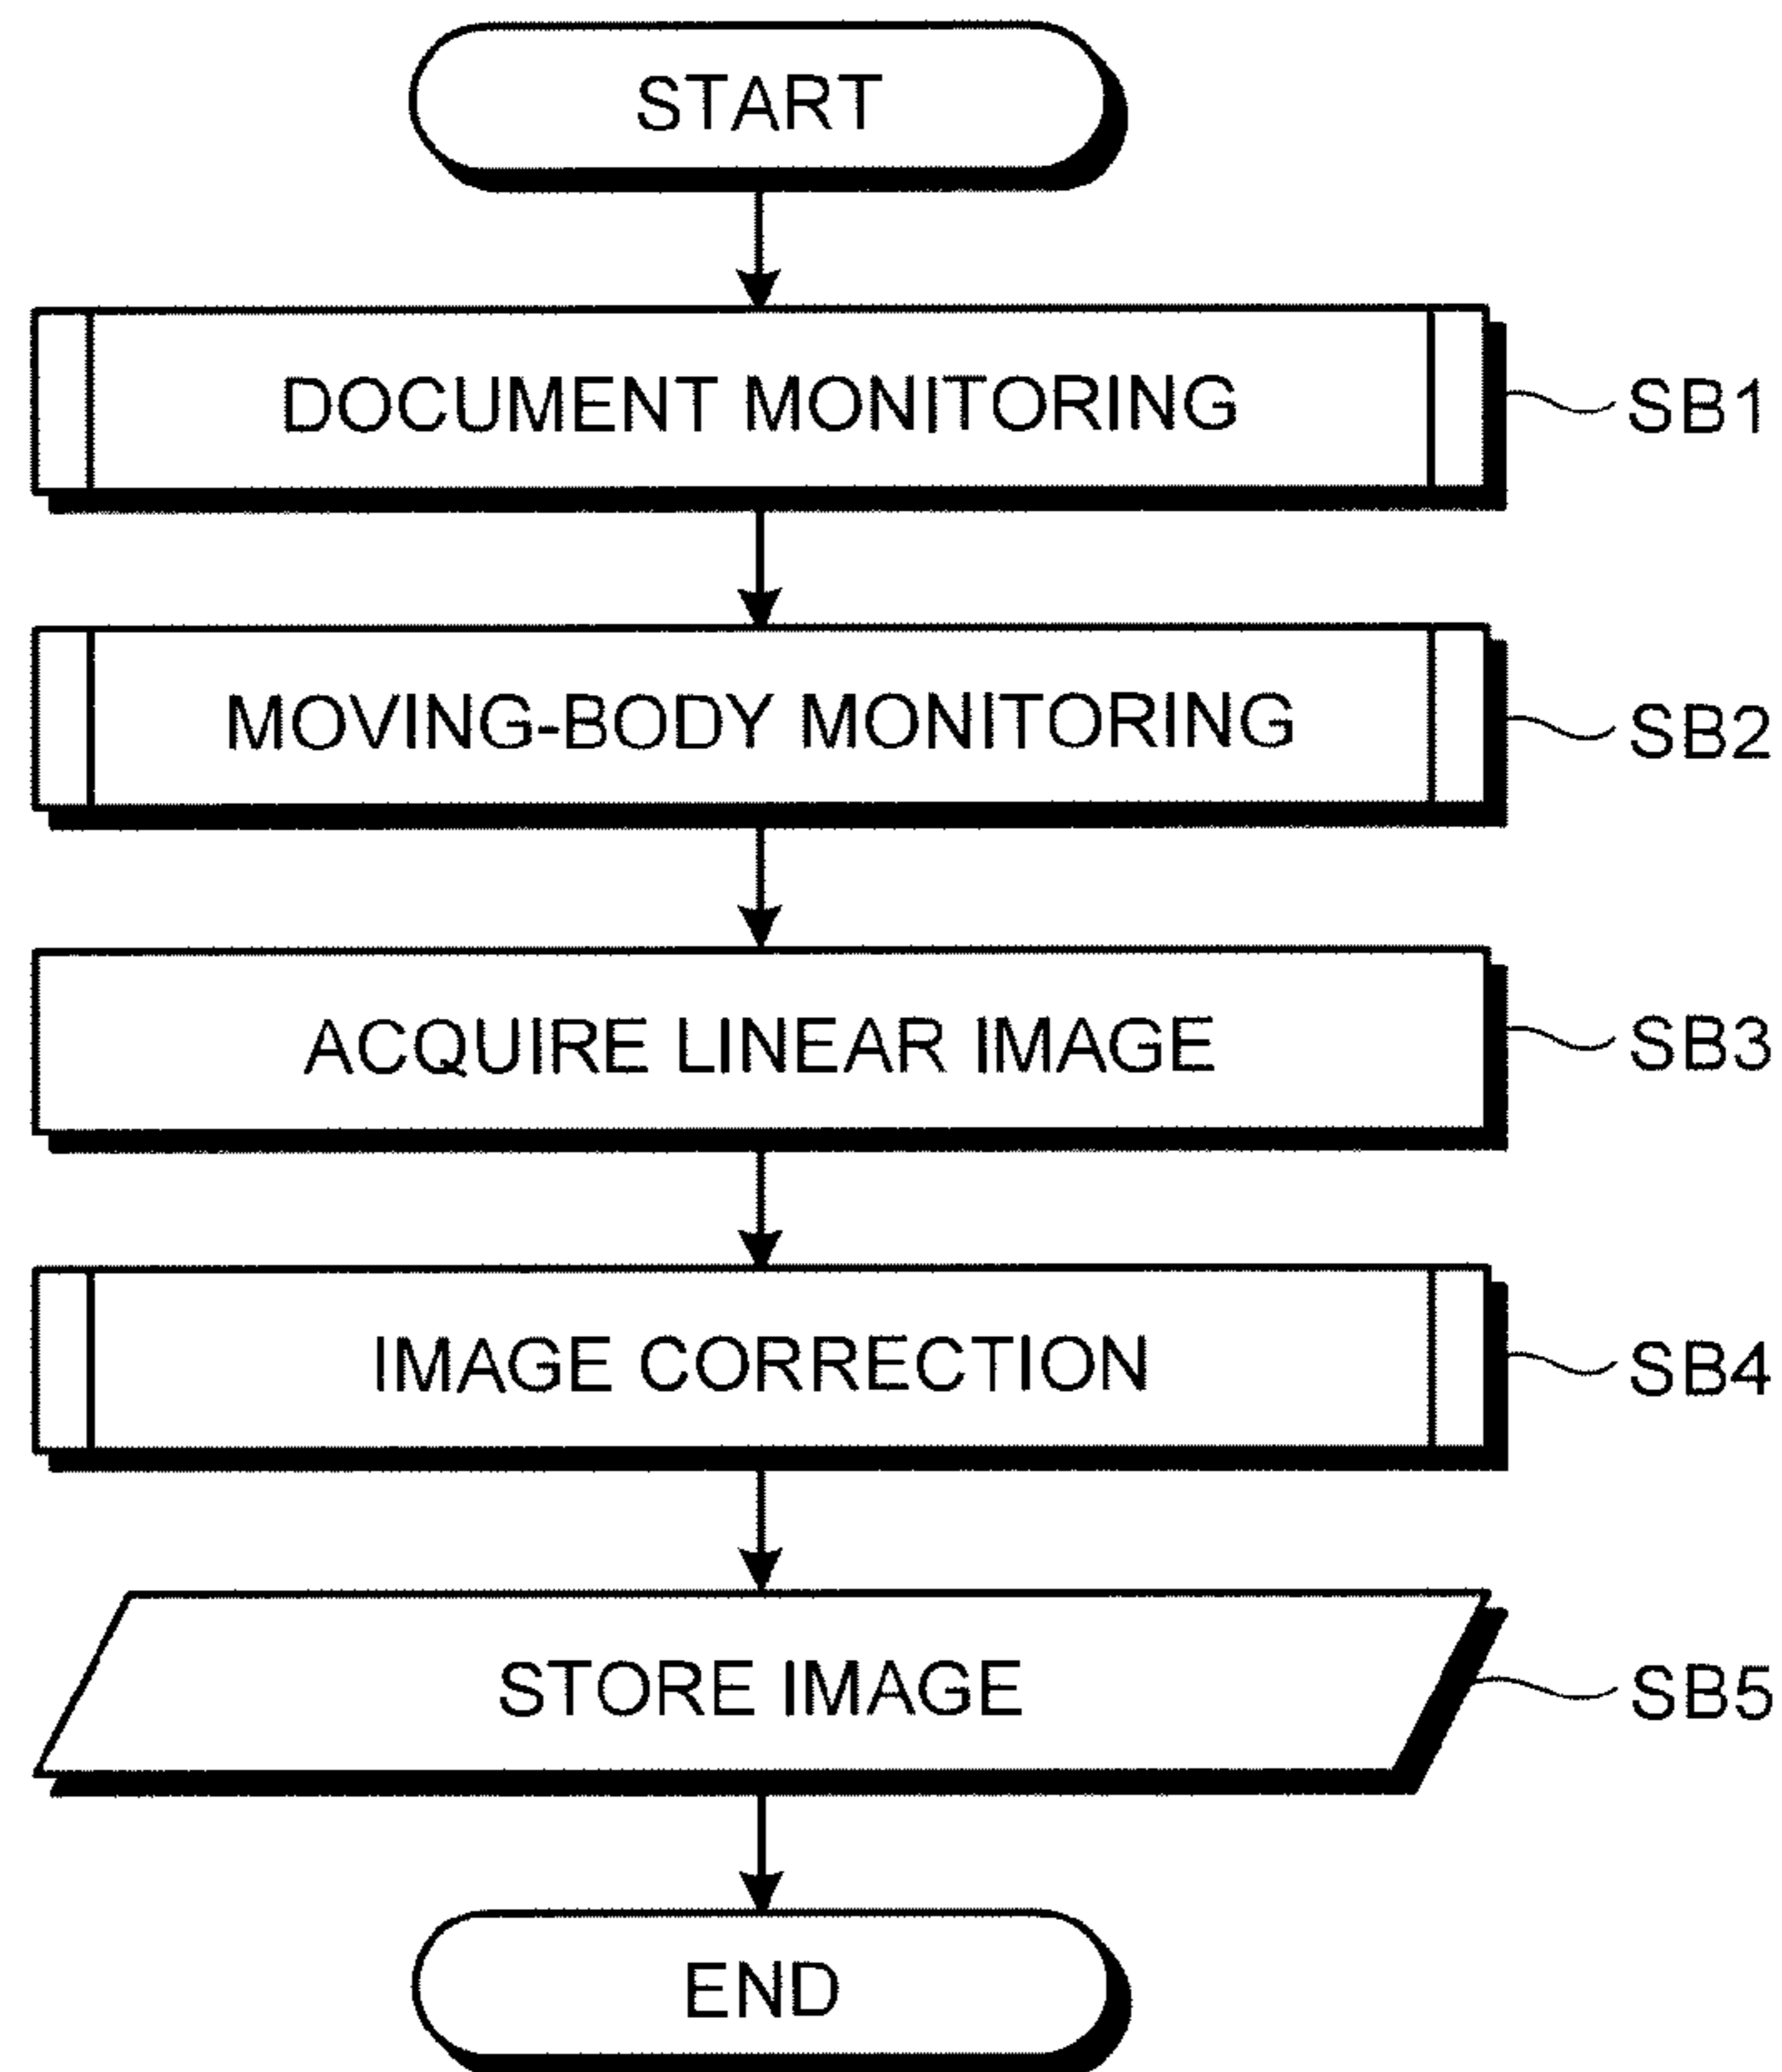 START
DOCUMENT MONITORING
SB1
MOVING-BODY MONITORING
SB2
ACQUIRE LINEAR IMAGE
SB3
IMAGE CORRECTION
SB4
STORE IMAGE
SB5
END